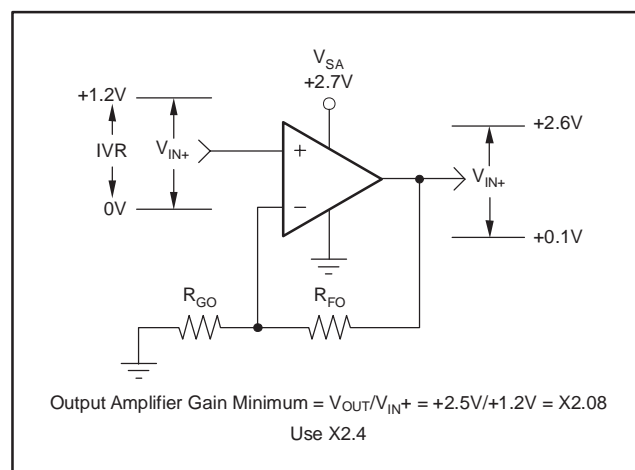 V_SA
+2.7V
+1.2V
IVR
V_IN+
0V
+
−
+2.6V
V_IN+
+0.1V
R_GO
R_FO
Output Amplifier Gain Minimum = V_OUT/V_IN+ = +2.5V/+1.2V = X2.08
Use X2.4